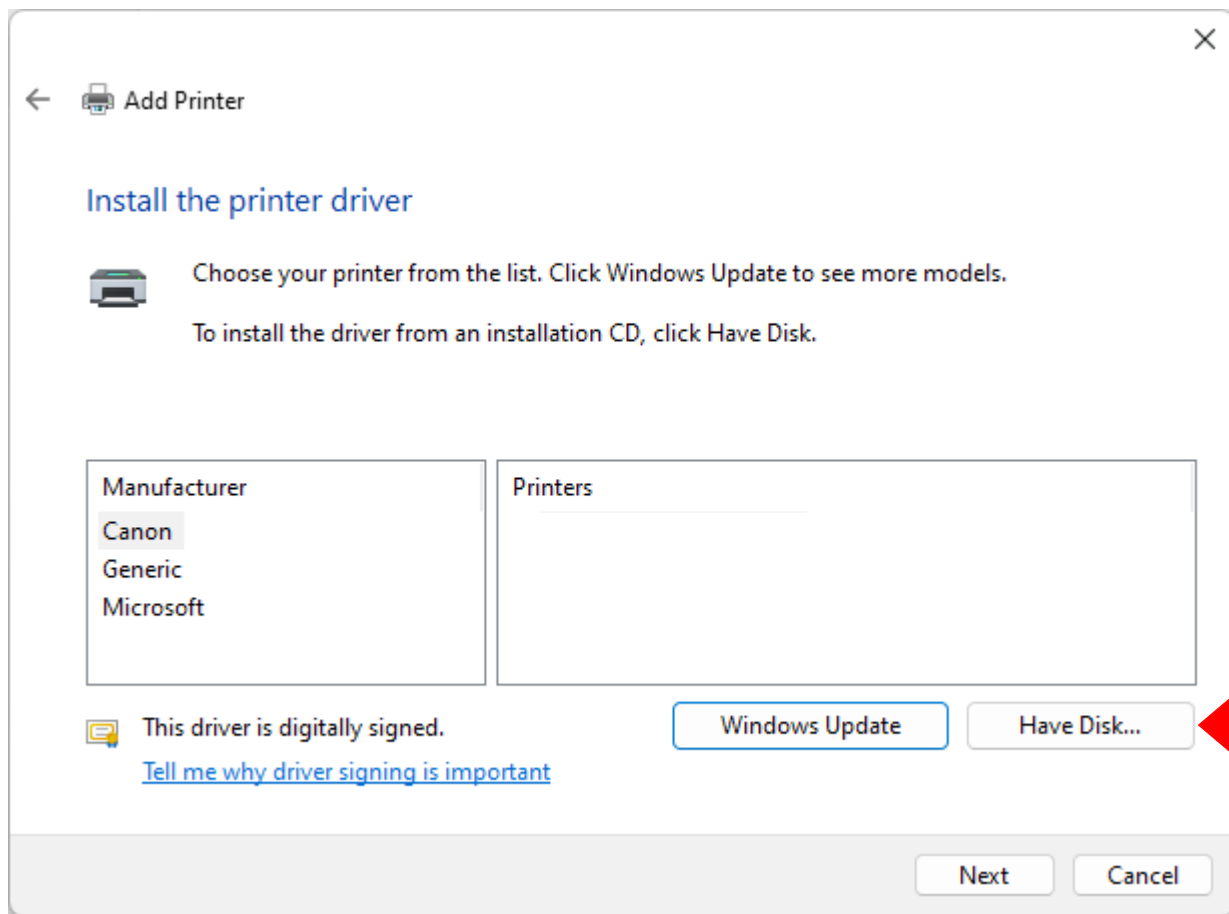 Add Printer
Install the printer driver
Choose your printer from the list. Click Windows Update to see more models.
To install the driver from an installation CD, click Have Disk.
Manufacturer
Canon
Generic
Microsoft
Printers
This driver is digitally signed.
Tell me why driver signing is important
Windows Update
Have Disk...
Next
Cancel